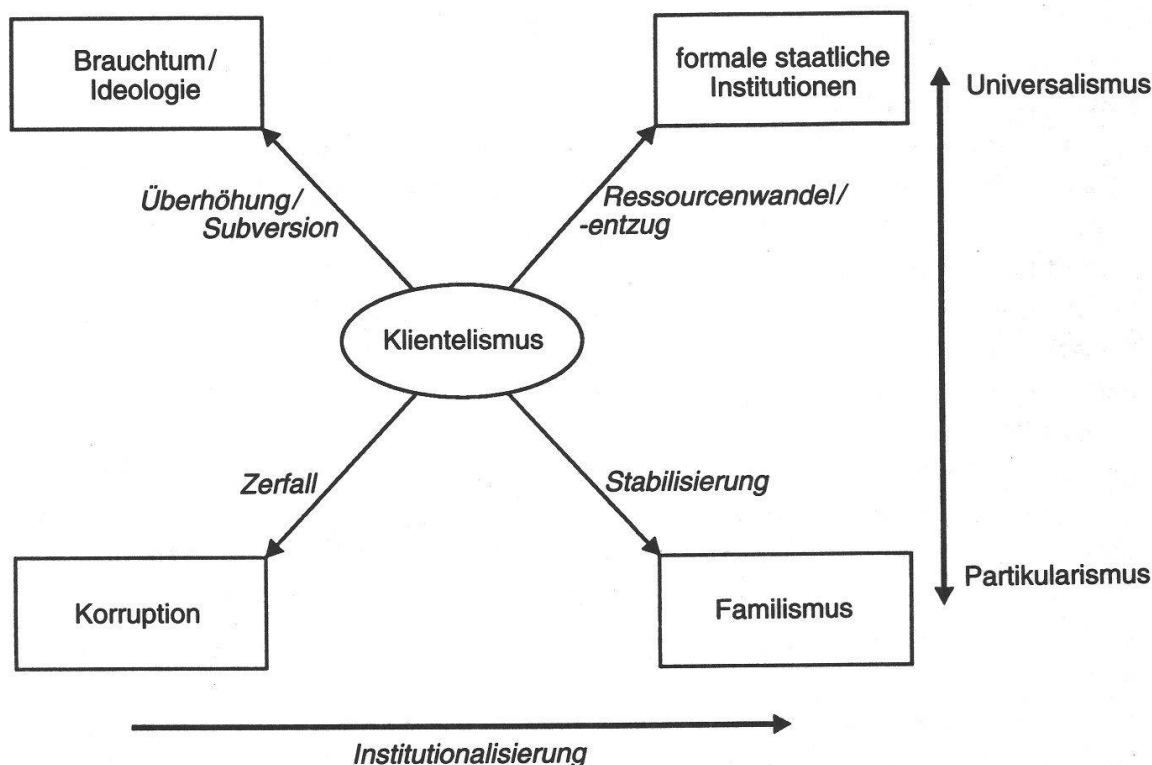 Brauchtum/
Ideologie
formale staatliche
Institutionen
Universalismus
Überhöhung/
Subversion
Ressourcenwandel/
-entzug
Klientelismus
Zerfall
Stabilisierung
Partikularismus
Korruption
Familismus
Institutionalisierung